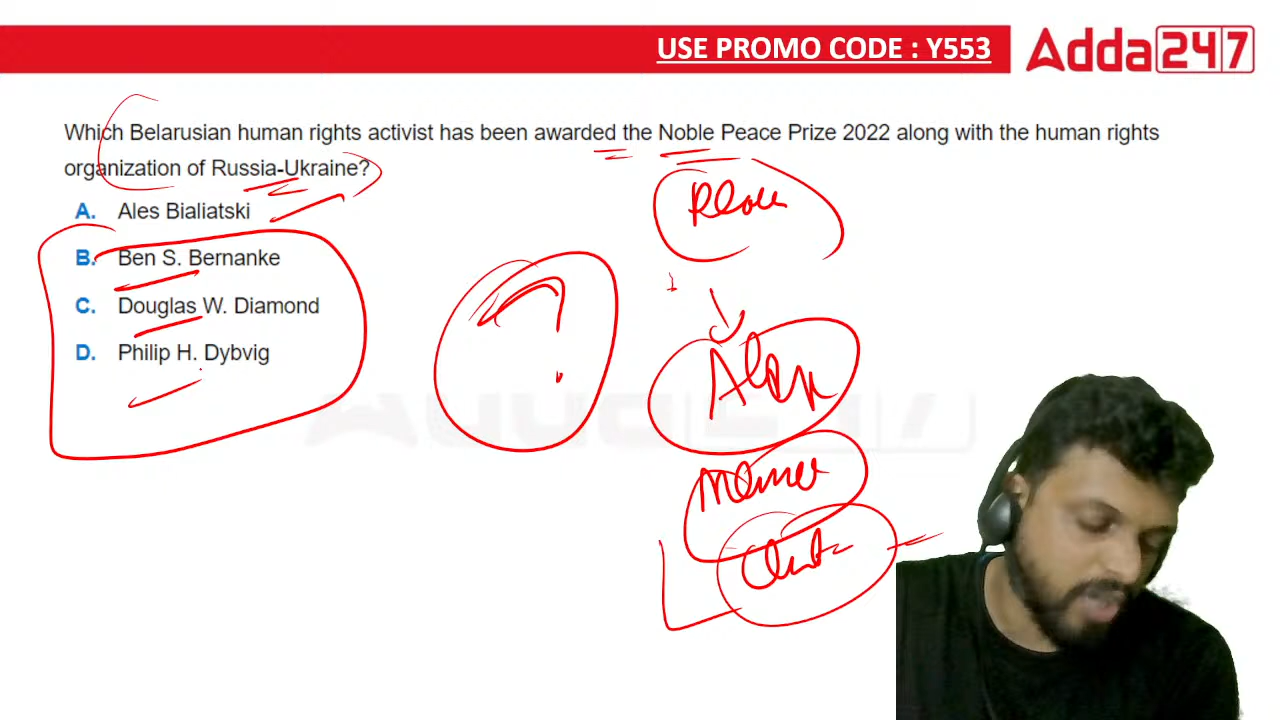 USE PROMO CODE : Y553
Adda247
Which Belarusian human rights activist has been awarded the Noble Peace Prize 2022 along with the human rights
organization of Russia-Ukraine?
A. Ales Bialiatski
B. Ben S. Bernanke
C. Douglas W. Diamond
D. Philip H. Dybvig
?
Adda247